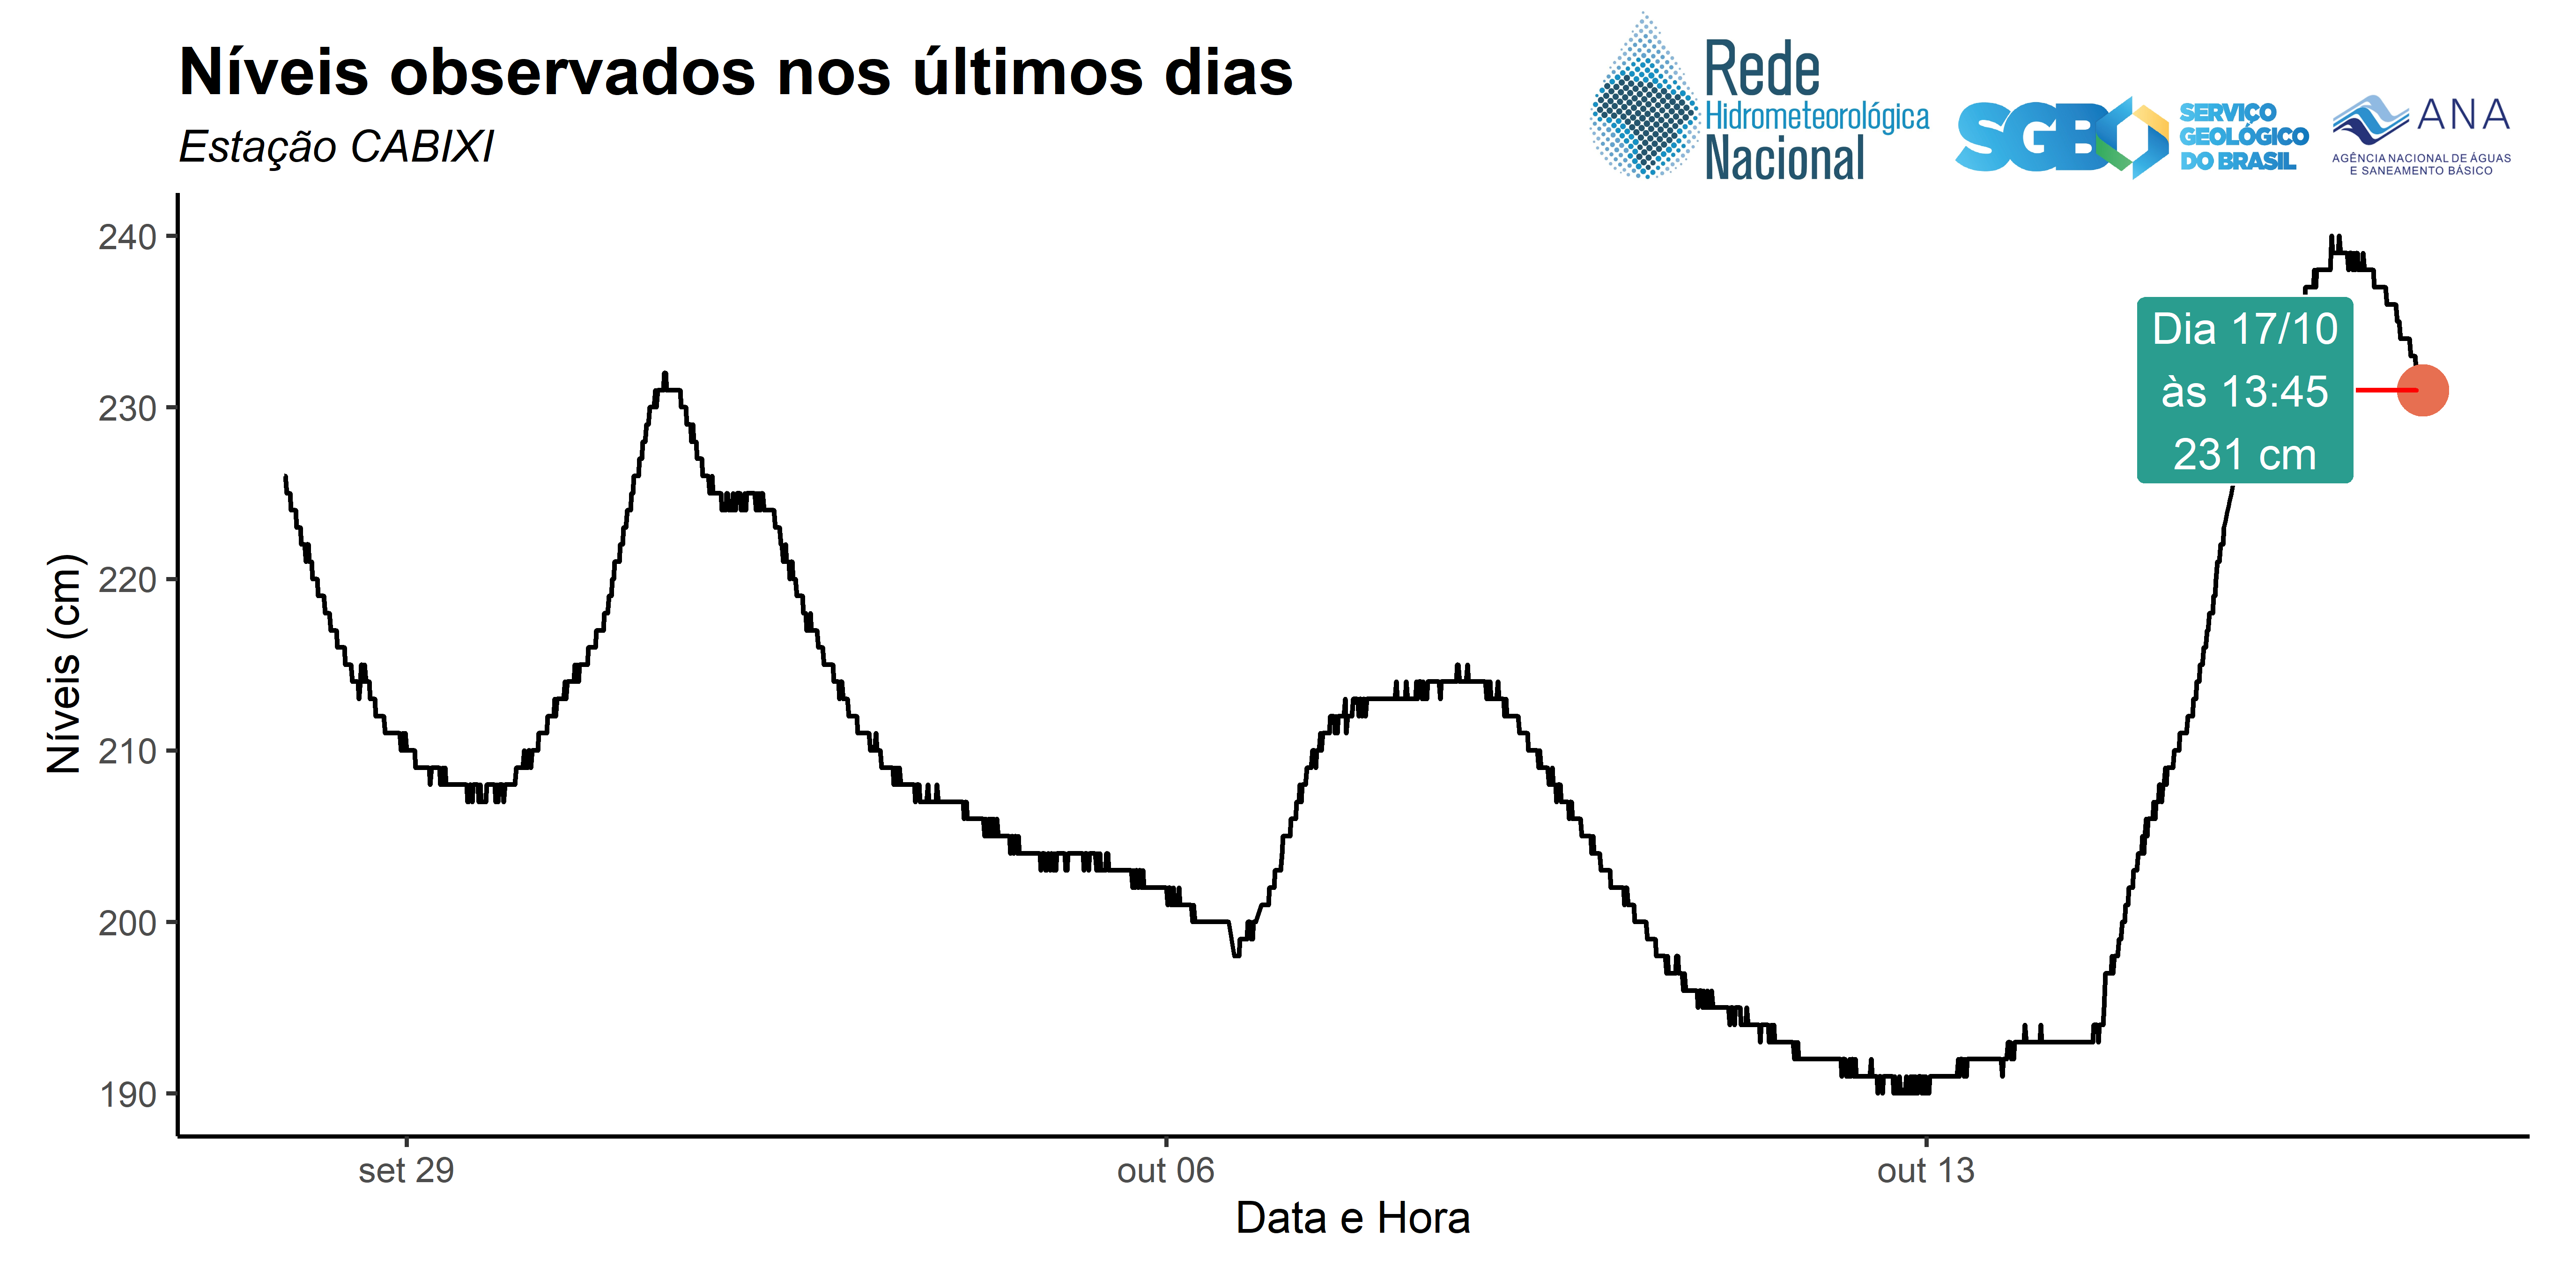 Níveis observados nos últimos dias
Estação CABIXI
Rede
Hidrometeorológica
Nacional
SGB
SERVIÇO
GEOLÓGICO
DO BRASIL
ANA
AGÊNCIA NACIONAL DE ÁGUAS
E SANEAMENTO BÁSICO
Níveis (cm)
240
230
220
210
200
190
Dia 17/10
às 13:45
231 cm
set 29
out 06
out 13
Data e Hora